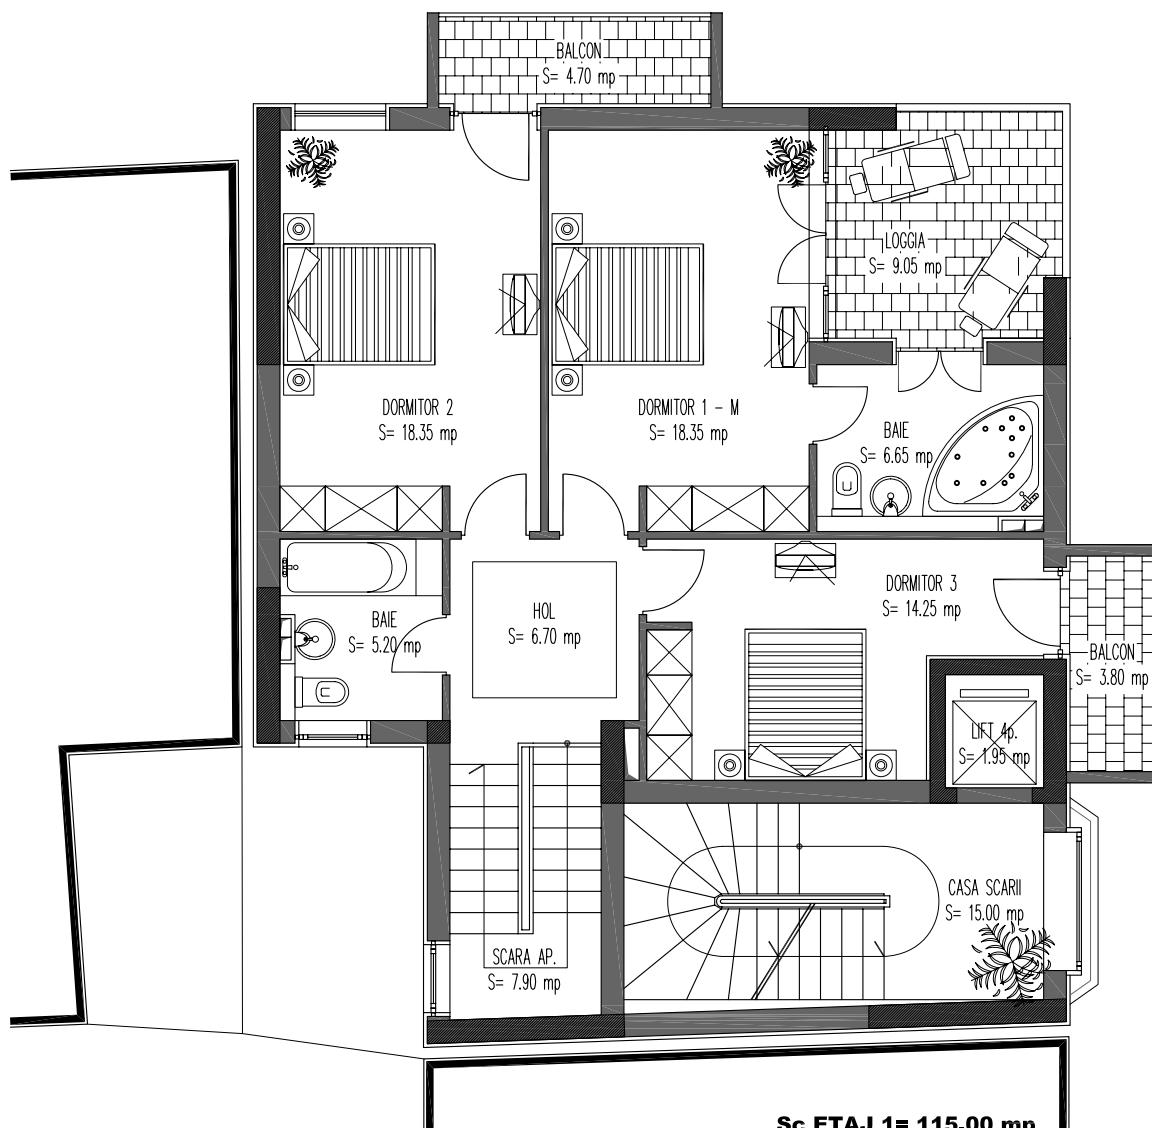 BALCON
S= 4.70 mp
LOGGIA
S= 9.05 mp
DORMITOR 2
S= 18.35 mp
DORMITOR 1 - M
S= 18.35 mp
BAIE
S= 6.65 mp
DORMITOR 3
S= 14.25 mp
HOL
S= 6.70 mp
BAIE
S= 5.20 mp
BALCON
S= 3.80 mp
LIFT 4p.
S= 1.95 mp
CASA SCARII
S= 15.00 mp
SCARA AP.
S= 7.90 mp
Sc ETAJ 1= 115.00 mp